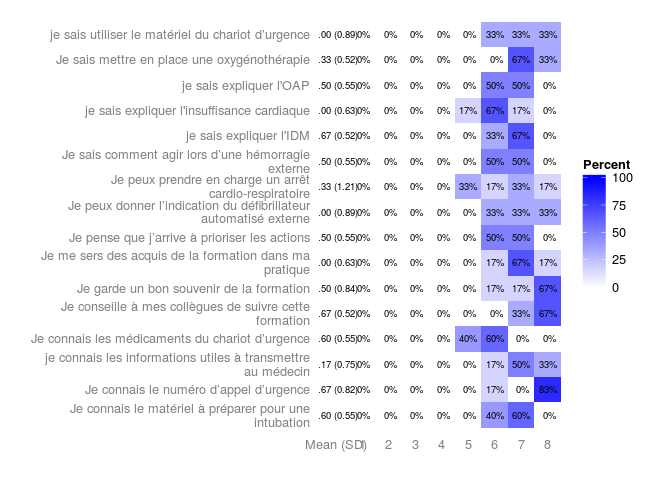 je sais utiliser le matériel du chariot d'urgence .00 (0.89) 0% 0% 0% 0% 0% 33% 33% 33%
Je sais mettre en place une oxygénothérapie .33 (0.52) 0% 0% 0% 0% 0% 0% 67% 33%
je sais expliquer l'OAP .50 (0.55) 0% 0% 0% 0% 0% 50% 50% 0%
je sais expliquer l'insuffisance cardiaque .00 (0.63) 0% 0% 0% 0% 17% 67% 17% 0%
je sais expliquer l'IDM .67 (0.52) 0% 0% 0% 0% 0% 33% 67% 0%
Je sais comment agir lors d'une hémorragie
externe .50 (0.55) 0% 0% 0% 0% 0% 50% 50% 0%
Je peux prendre en charge un arrêt
cardio-respiratoire .33 (1.21) 0% 0% 0% 0% 33% 17% 33% 17%
Je peux donner l'indication du défibrillateur
automatisé externe .00 (0.89) 0% 0% 0% 0% 0% 33% 33% 33%
Je pense que j'arrive à prioriser les actions .50 (0.55) 0% 0% 0% 0% 0% 50% 50% 0%
Je me sers des acquis de la formation dans ma
pratique .00 (0.63) 0% 0% 0% 0% 0% 17% 67% 17%
Je garde un bon souvenir de la formation .50 (0.84) 0% 0% 0% 0% 0% 17% 17% 67%
Je conseille à mes collègues de suivre cette
formation .67 (0.52) 0% 0% 0% 0% 0% 0% 33% 67%
Je connais les médicaments du chariot d'urgence .60 (0.55) 0% 0% 0% 0% 40% 60% 0% 0%
je connais les informations utiles à transmettre
au médecin .17 (0.75) 0% 0% 0% 0% 0% 17% 50% 33%
Je connais le numéro d'appel d'urgence .67 (0.82) 0% 0% 0% 0% 0% 17% 0% 83%
Je connais le matériel à préparer pour une
intubation .60 (0.55) 0% 0% 0% 0% 0% 40% 60% 0%
Mean (SD) 2 3 4 5 6 7 8
Percent
100
75
50
25
0